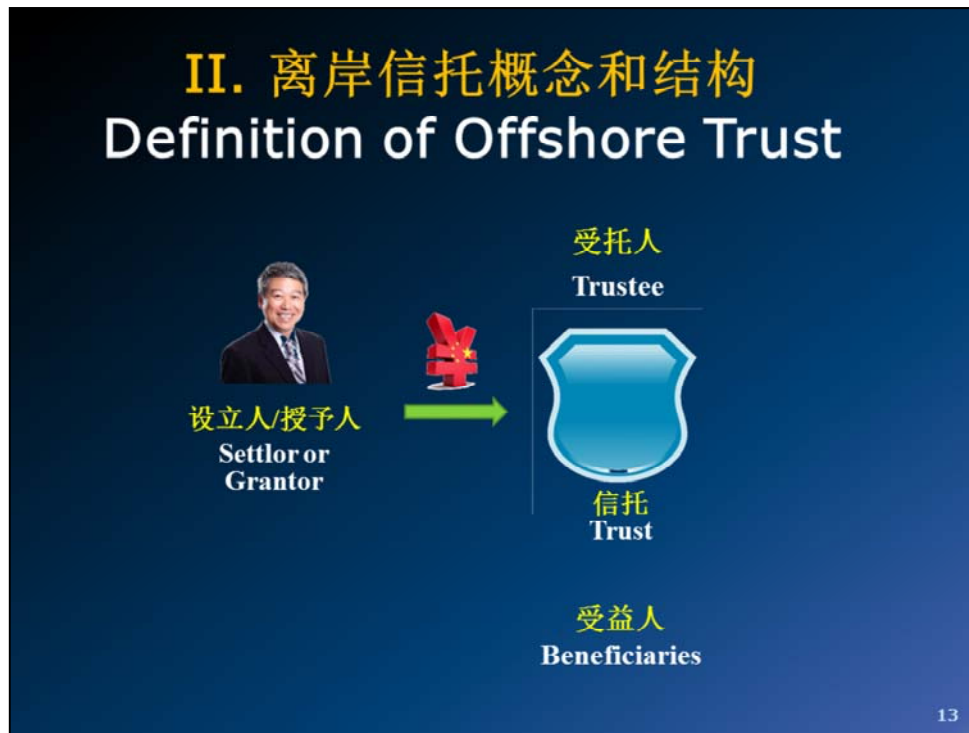 II. 离岸信托概念和结构
Definition of Offshore Trust
受托人
Trustee
¥
设立人/授予人
Settlor or
Grantor
信托
Trust
受益人
Beneficiaries
13